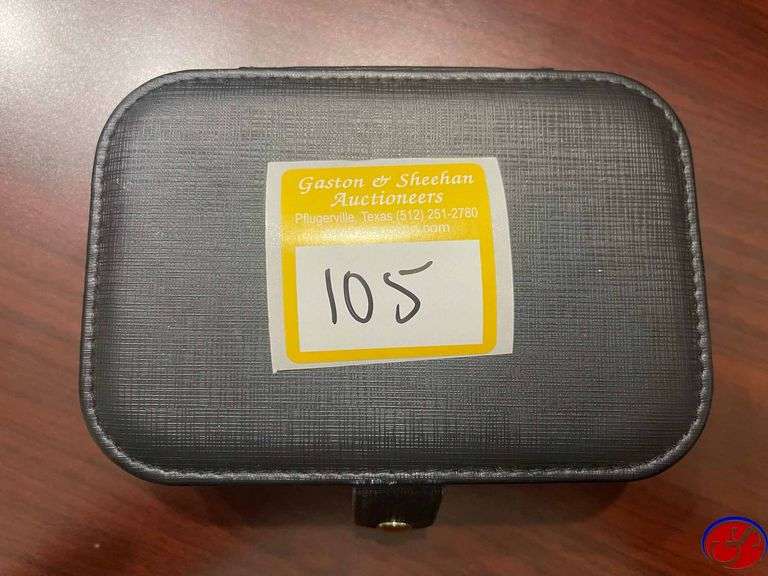 Gaston & Sheehan
Auctioneers
Pflugerville, Texas (512) 251-2780
105